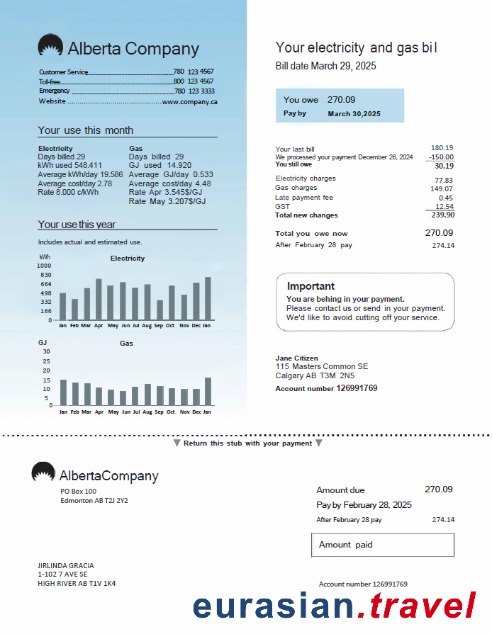 Alberta Company
Customer Service 780 123 4567
Toll-free 800 123 4567
Emergency 780 123 3333
Website www.company.ca
Your use this month
Electricity
Days billed 29
kWh used 548.411
Average kWh/day 19.586
Average cost/day 2.78
Rate 8.000 c/kWh
Gas
Days billed .29
GJ used 14.920
Average GJ/day 0.533
Average cost/day 4.48
Rate Apr 3.545$/GJ
Rate May 3.207$/GJ
Your use this year
Includes actual and estimated use.
kWh
Electricity
1000
830
664
498
332
166
0
Jan Feb Mar Apr May Jun Jul Aug Sep Oct Nov Dec Jan
GJ
Gas
30
25
20
15
10
5
0
Jan Feb Mar Apr May Jun Jul Aug Sep Oct Nov Dec Jan
Your electricity and gas bil
Bill date March 29, 2025
You owe 270.09
Pay by March 30,2025
Your last bill 180.19
We processed your payment December 28, 2024 -150.00
You still owe 30.19
Electricity charges 77.83
Gas charges 149.07
Late payment fee 0.45
GST 12.54
Total new changes 239.90
Total you owe now 270.09
After February 28 pay 274.14
Important
You are behing in your payment.
Please contact us or send in your payment.
We'd like to avoid cutting off your service.
Jane Citizen
115 Masters Common SE
Calgary AB T3M 2N5
Account number 126991769
Return this stub with your payment
AlbertaCompany
PO Box 100
Edmonton AB T2J 2Y2
Amount due 270.09
Pay by February 28, 2025
After February 28 pay 274.14
Amount paid
JIRLINDA GRACIA
1-102 7 AVE SE
HIGH RIVER AB T1V 1K4
Account number 126991769
eurasian.travel